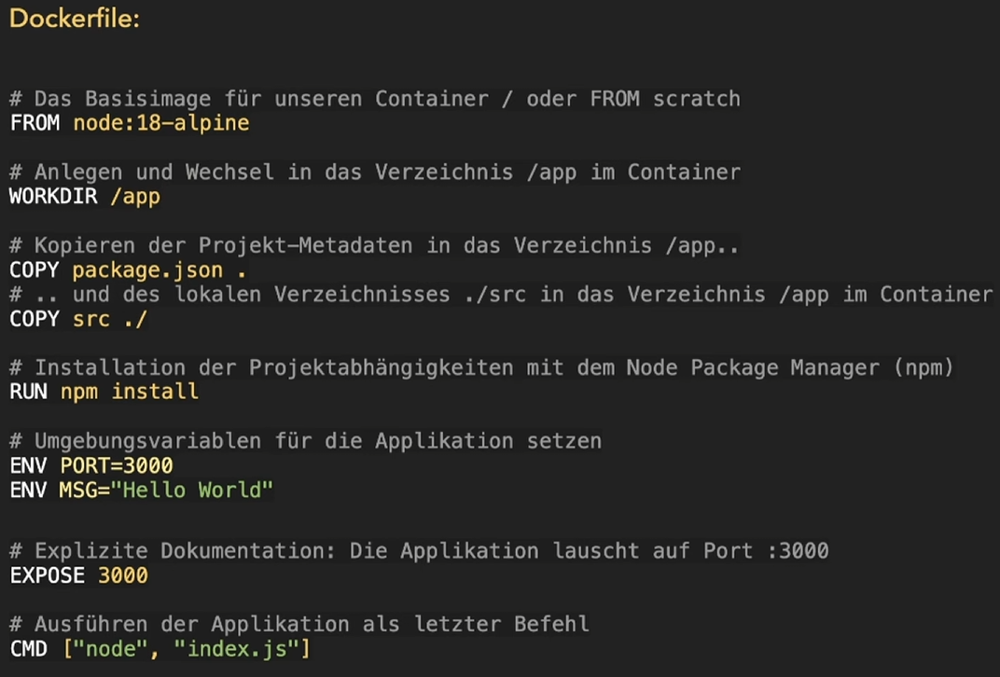 Dockerfile:
# Das Basisimage für unseren Container / oder FROM scratch
FROM node:18-alpine
# Anlegen und Wechsel in das Verzeichnis /app im Container
WORKDIR /app
# Kopieren der Projekt-Metadaten in das Verzeichnis /app..
COPY package.json .
# .. und des lokalen Verzeichnisses ./src in das Verzeichnis /app im Container
COPY src ./
# Installation der Projektabhängigkeiten mit dem Node Package Manager (npm)
RUN npm install
# Umgebungsvariablen für die Applikation setzen
ENV PORT=3000
ENV MSG="Hello World"
# Explizite Dokumentation: Die Applikation lauscht auf Port :3000
EXPOSE 3000
# Ausführen der Applikation als letzter Befehl
CMD ["node", "index.js"]